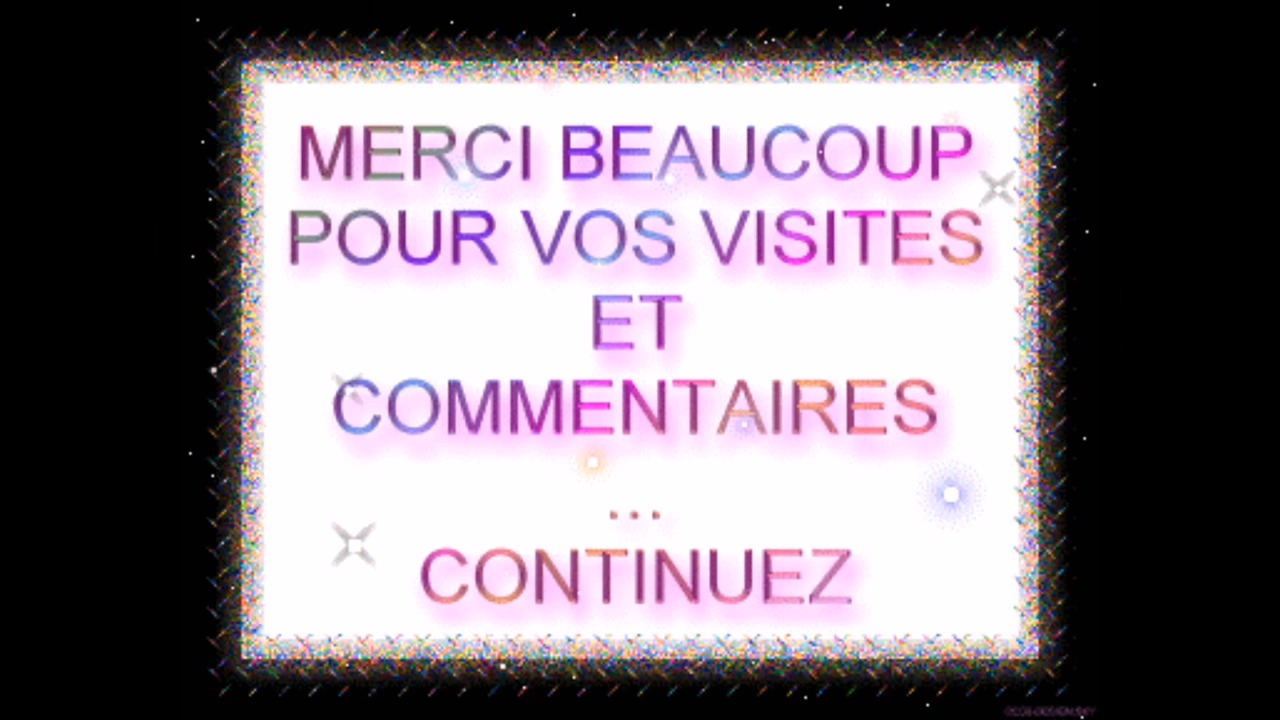 MERCI BEAUCOUP
POUR VOS VISITES
ET
COMMENTAIRES
...
CONTINUEZ